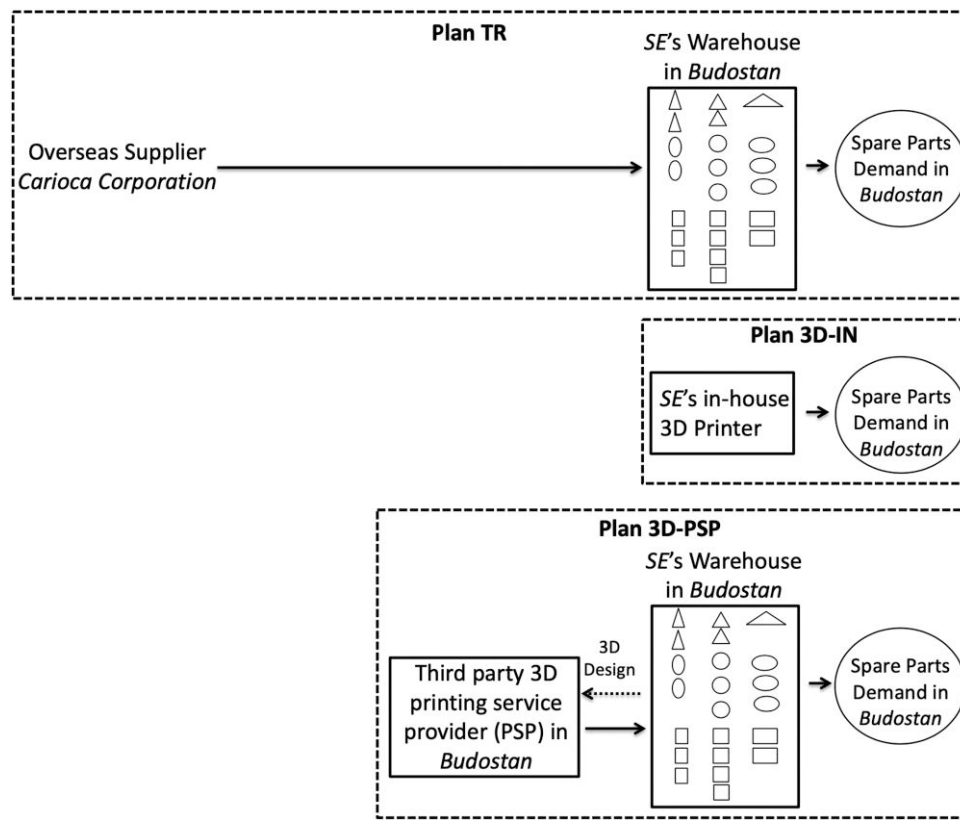 Plan TR
SE's Warehouse
in Budostan
Overseas Supplier
Carioca Corporation
Spare Parts
Demand in
Budostan
Plan 3D-IN
SE's in-house
3D Printer
Spare Parts
Demand in
Budostan
Plan 3D-PSP
SE's Warehouse
in Budostan
3D
Design
Third party 3D
printing service
provider (PSP) in
Budostan
Spare Parts
Demand in
Budostan